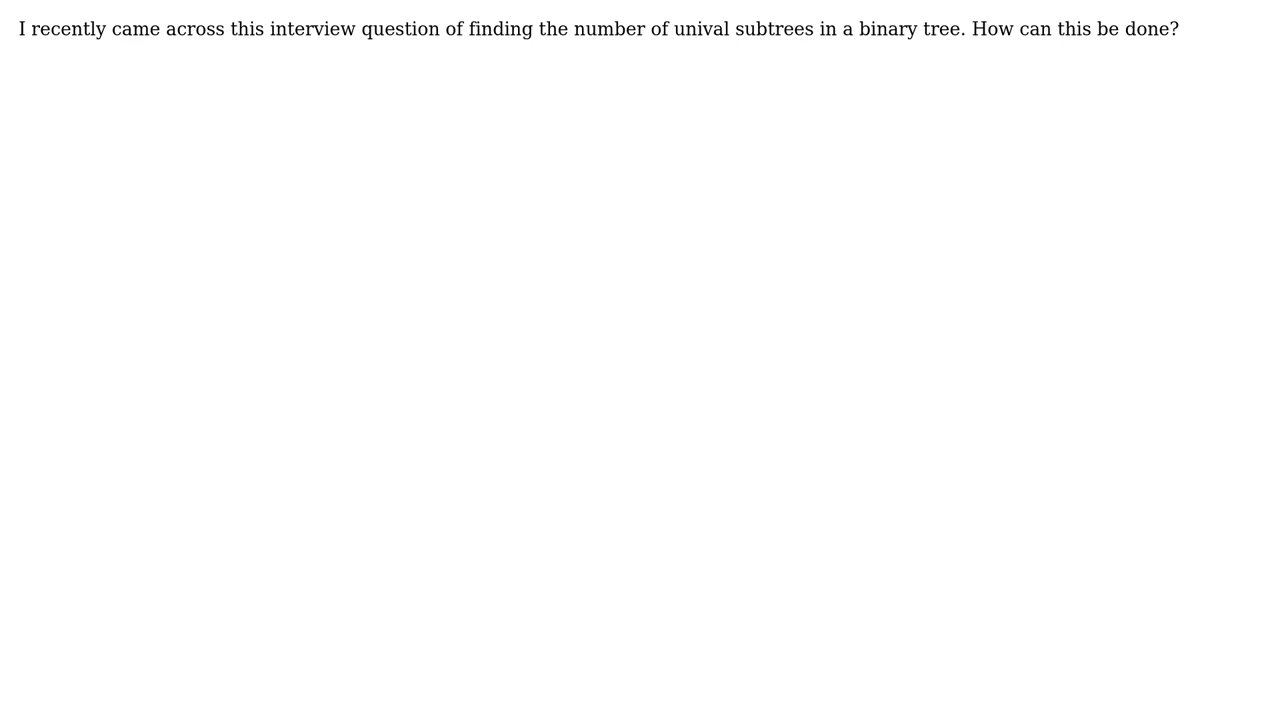 I recently came across this interview question of finding the number of unival subtrees in a binary tree. How can this be done?